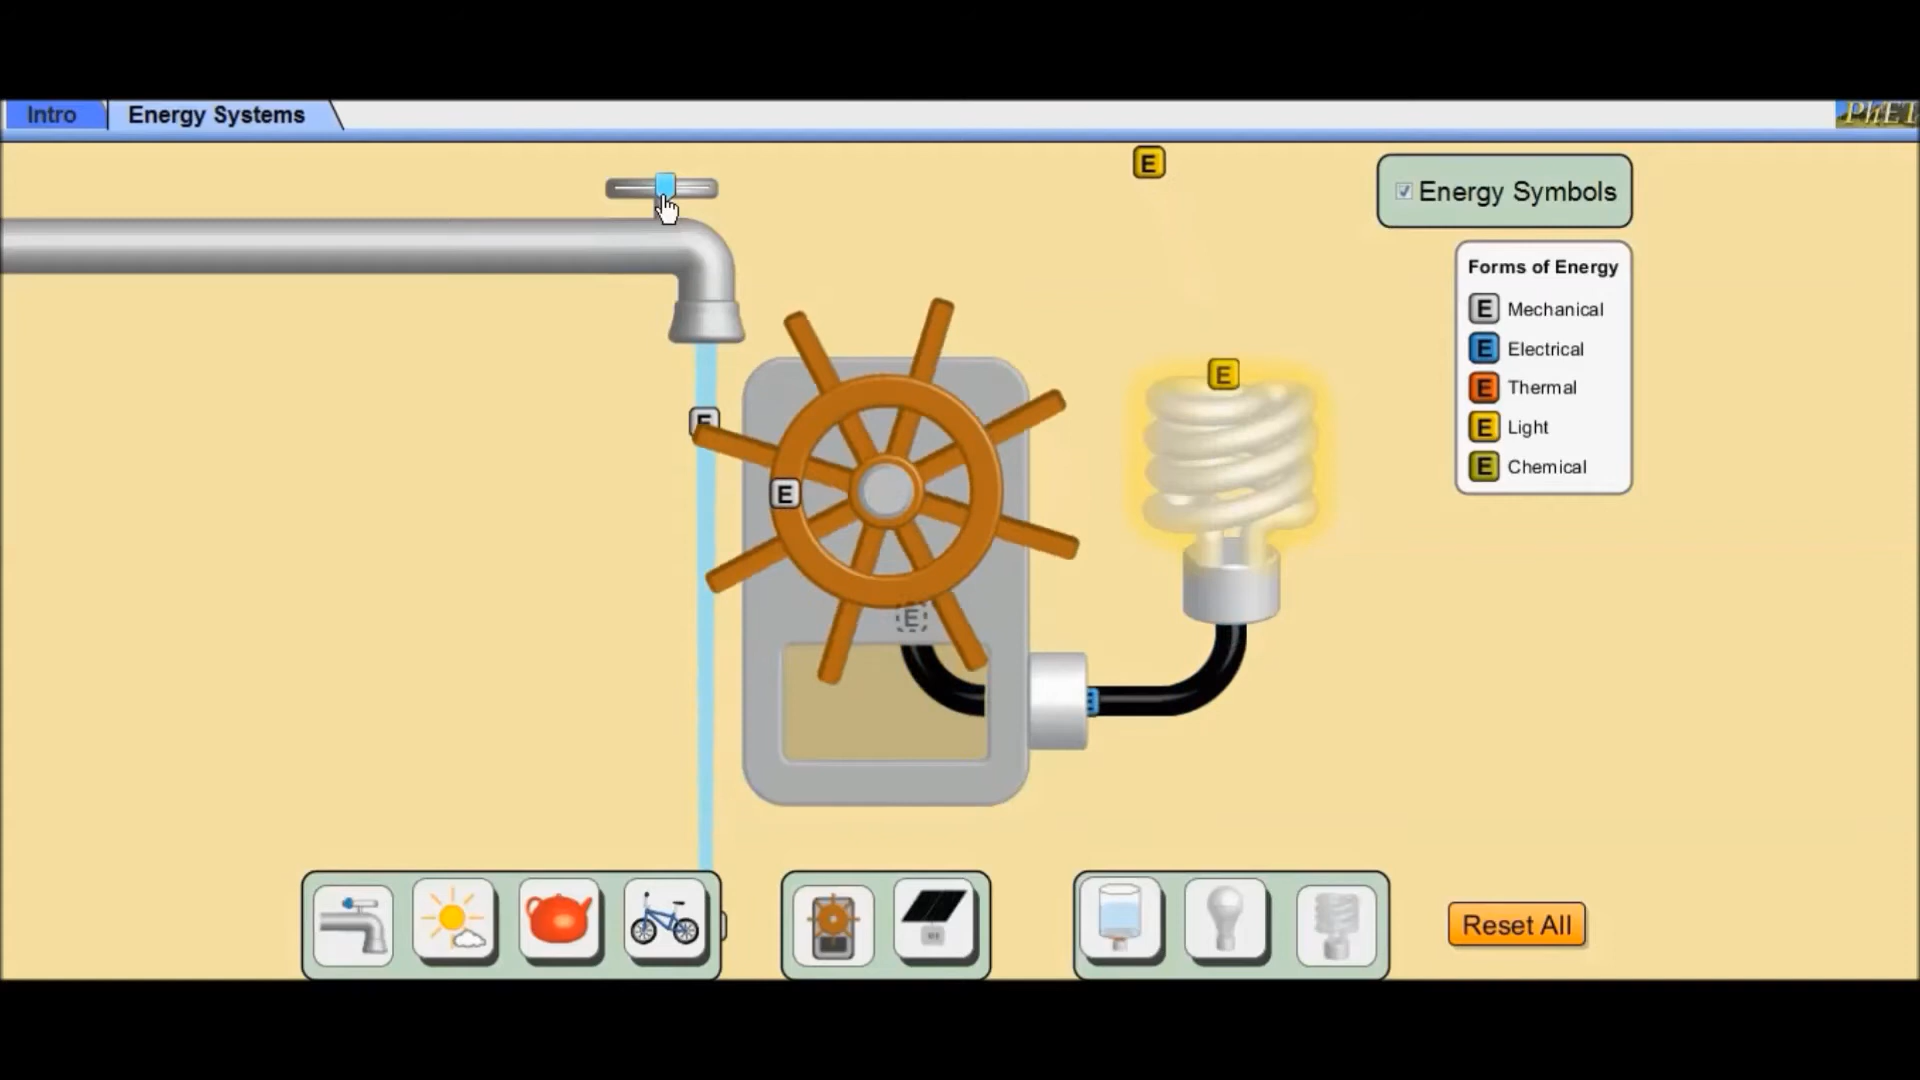 Intro
Energy Systems
PhET
E
Energy Symbols
Forms of Energy
E Mechanical
E Electrical
E Thermal
E Light
E Chemical
E
E
E
E
E
Reset All